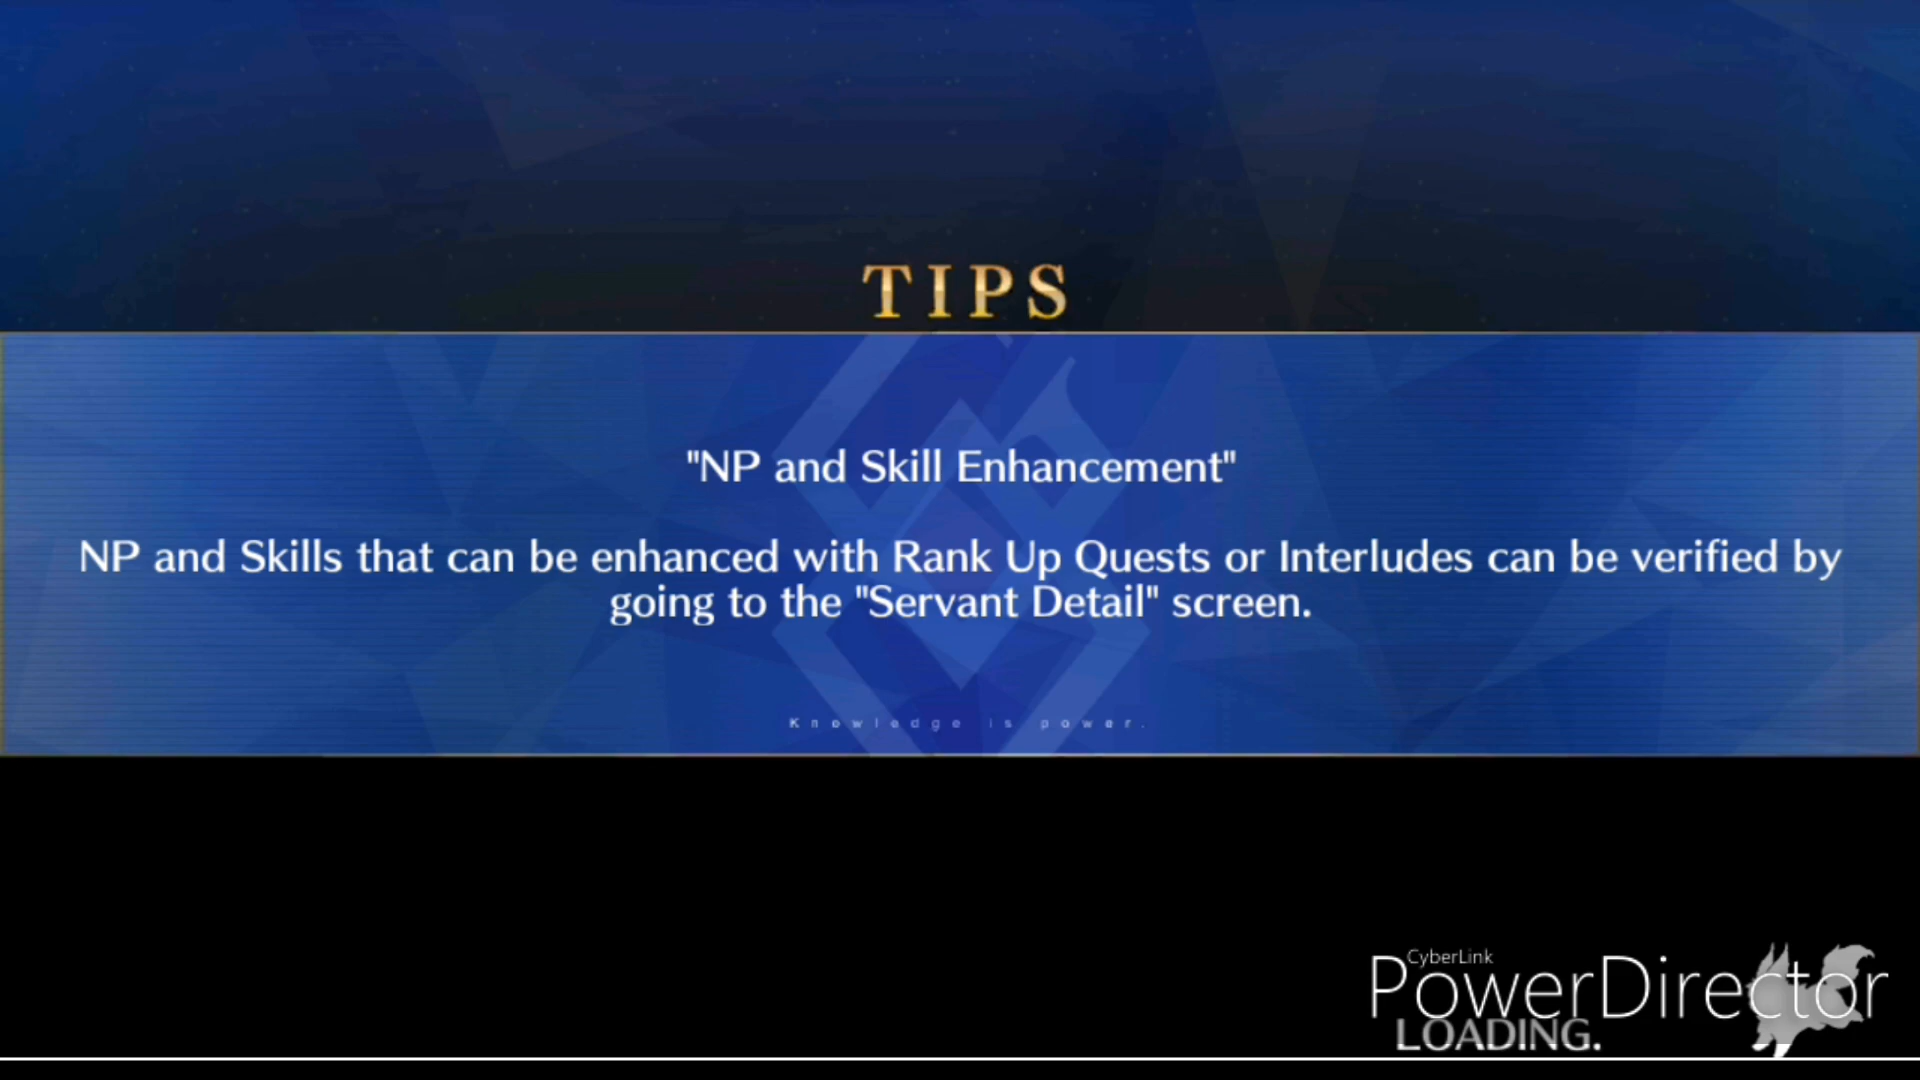 TIPS
"NP and Skill Enhancement"
NP and Skills that can be enhanced with Rank Up Quests or Interludes can be verified by
going to the "Servant Detail" screen.
Knowledge is power.
CyberLink
PowerDirector
LOADING.